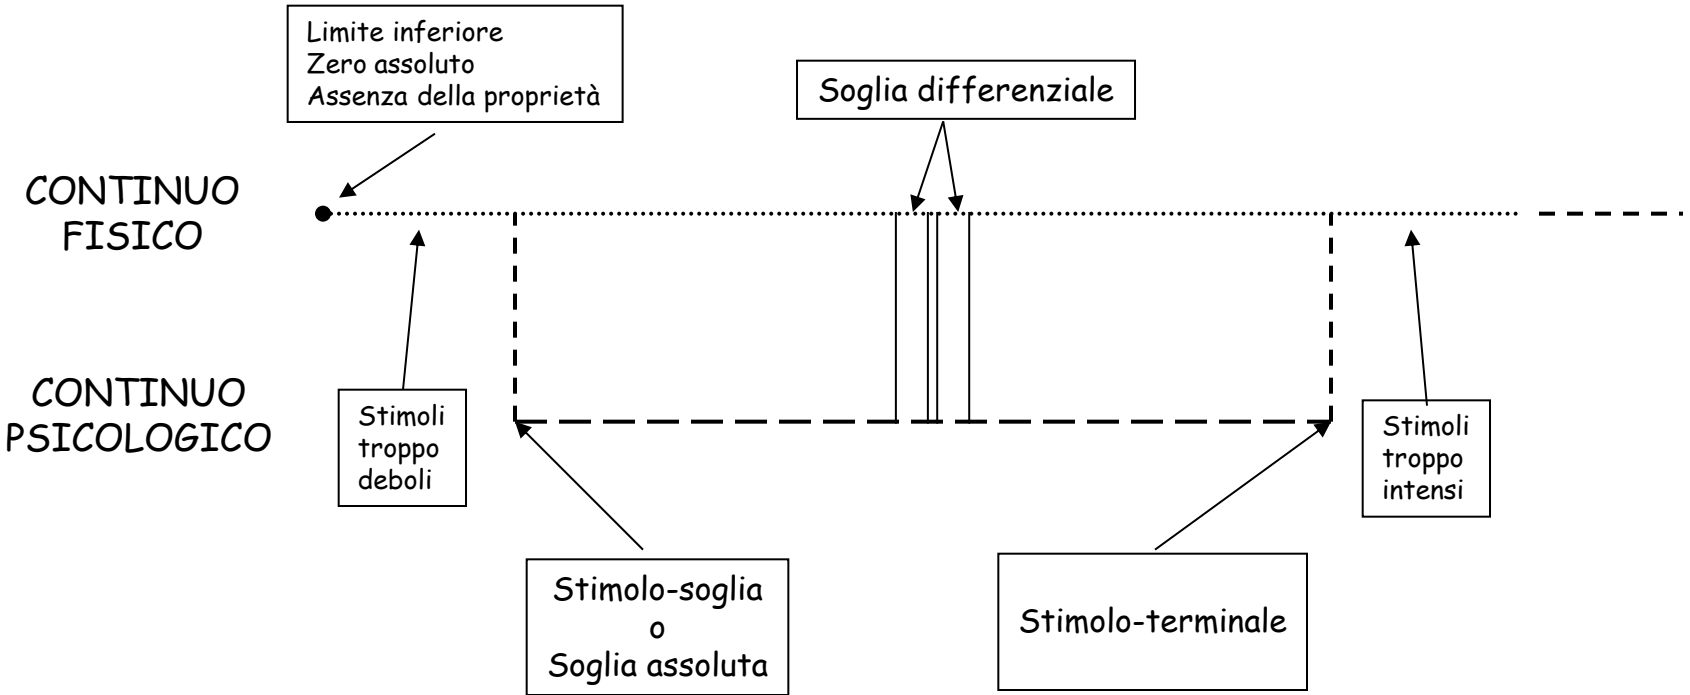 Limite inferiore
Zero assoluto
Assenza della proprietà
Soglia differenziale
CONTINUO
FISICO
CONTINUO
PSICOLOGICO
Stimoli
troppo
deboli
Stimoli
troppo
intensi
Stimolo-soglia
o
Soglia assoluta
Stimolo-terminale